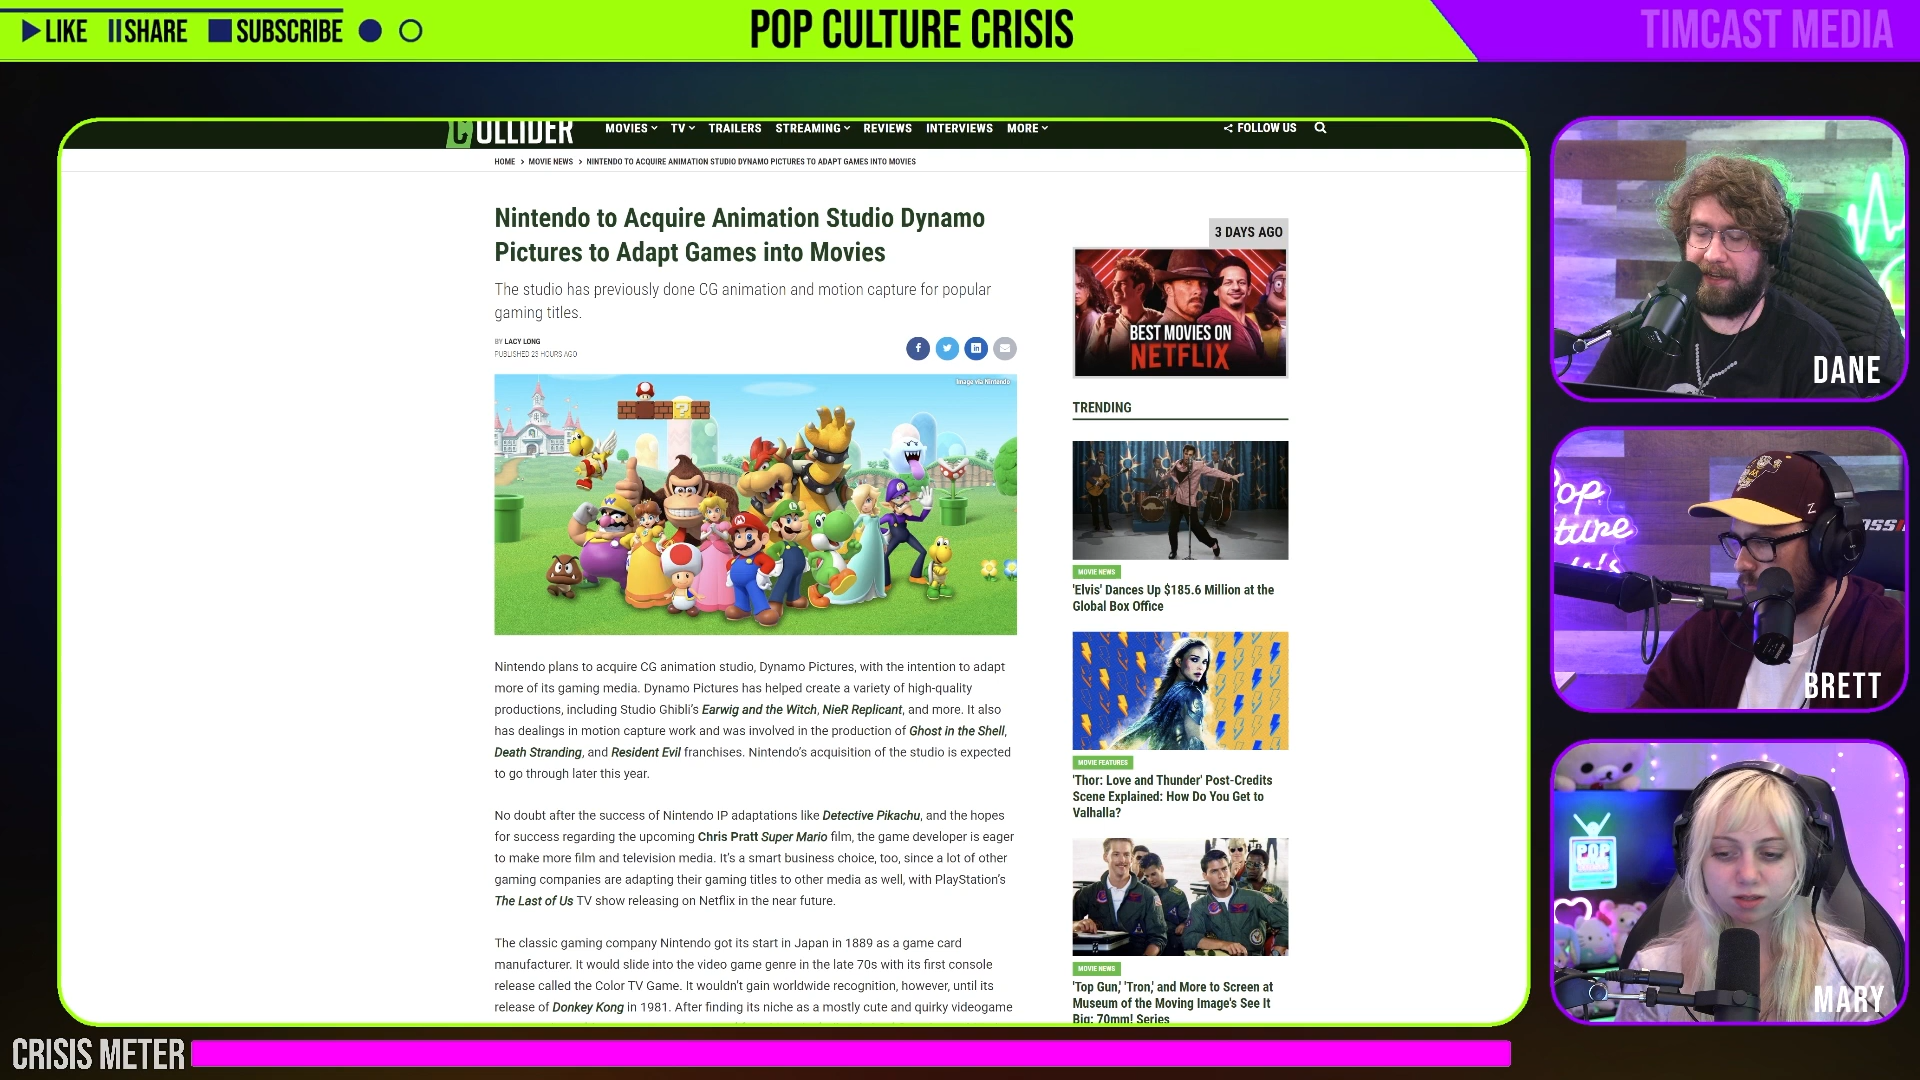 LIKE SHARE SUBSCRIBE
POP CULTURE CRISIS
TIMCAST MEDIA
COLLIDER
MOVIES TV TRAILERS STREAMING REVIEWS INTERVIEWS MORE
FOLLOW US
HOME > MOVIE NEWS > NINTENDO TO ACQUIRE ANIMATION STUDIO DYNAMO PICTURES TO ADAPT GAMES INTO MOVIES
Nintendo to Acquire Animation Studio Dynamo
Pictures to Adapt Games into Movies
The studio has previously done CG animation and motion capture for popular
gaming titles.
BY LACY LONG
PUBLISHED 23 HOURS AGO
Image via Nintendo
Nintendo plans to acquire CG animation studio, Dynamo Pictures, with the intention to adapt
more of its gaming media. Dynamo Pictures has helped create a variety of high-quality
productions, including Studio Ghibli's Earwig and the Witch, NieR Replicant, and more. It also
has dealings in motion capture work and was involved in the production of Ghost in the Shell,
Death Stranding, and Resident Evil franchises. Nintendo's acquisition of the studio is expected
to go through later this year.
No doubt after the success of Nintendo IP adaptations like Detective Pikachu, and the hopes
for success regarding the upcoming Chris Pratt Super Mario film, the game developer is eager
to make more film and television media. It's a smart business choice, too, since a lot of other
gaming companies are adapting their gaming titles to other media as well, with PlayStation's
The Last of Us TV show releasing on Netflix in the near future.
The classic gaming company Nintendo got its start in Japan in 1889 as a game card
manufacturer. It would slide into the video game genre in the late 70s with its first console
release called the Color TV Game. It wouldn't gain worldwide recognition, however, until its
release of Donkey Kong in 1981. After finding its niche as a mostly cute and quirky videogame
3 DAYS AGO
BEST MOVIES ON
NETFLIX
TRENDING
MOVIE NEWS
'Elvis' Dances Up $185.6 Million at the
Global Box Office
MOVIE FEATURES
'Thor: Love and Thunder' Post-Credits
Scene Explained: How Do You Get to
Valhalla?
MOVIE NEWS
'Top Gun,' 'Tron,' and More to Screen at
Museum of the Moving Image's See It
Big: 70mm! Series
DANE
BRETT
POP
MARY
CRISIS METER